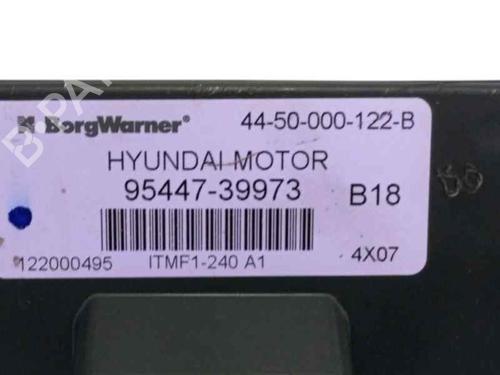 BorgWarner® 44-50-000-122-B
HYUNDAI MOTOR
95447-39973 B18
122000495 ITMF1-240 A1 4X07